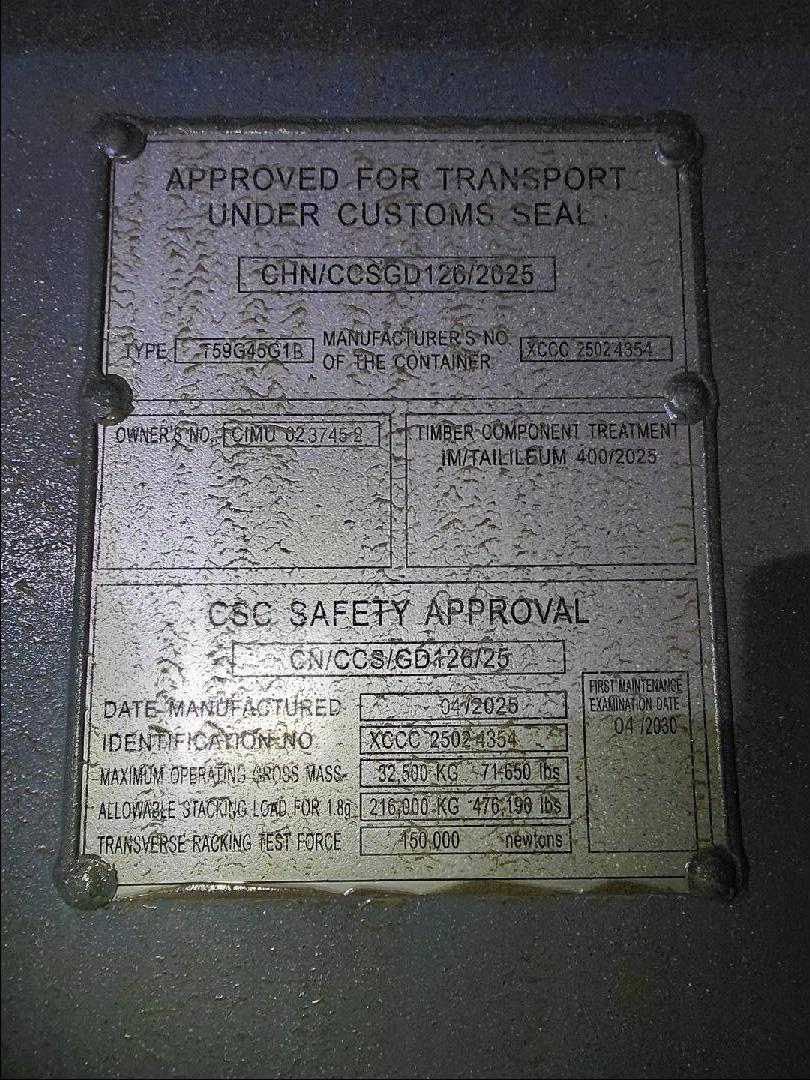 APPROVED FOR TRANSPORT
UNDER CUSTOMS SEAL
CHN/CCSGD126/2025
TYPE T59G45G1B MANUFACTURER'S NO. OF THE CONTAINER XCCC 25024354
OWNER'S NO. CIMU 023745 2
TIMBER COMPONENT TREATMENT
IM/TAILILEUM 400/2025
CSC SAFETY APPROVAL
CN/CCS/GD126/25
DATE MANUFACTURED 04/2025
IDENTIFICATION NO XCCC 25024354
MAXIMUM OPERATING GROSS MASS 32,500 KG 71,650 lbs
ALLOWABLE STACKING LOAD FOR 1.8g 216,000 KG 476,190 lbs
TRANSVERSE RACKING TEST FORCE 150,000 newtons
FIRST MAINTENANCE
EXAMINATION DATE
04 /2030